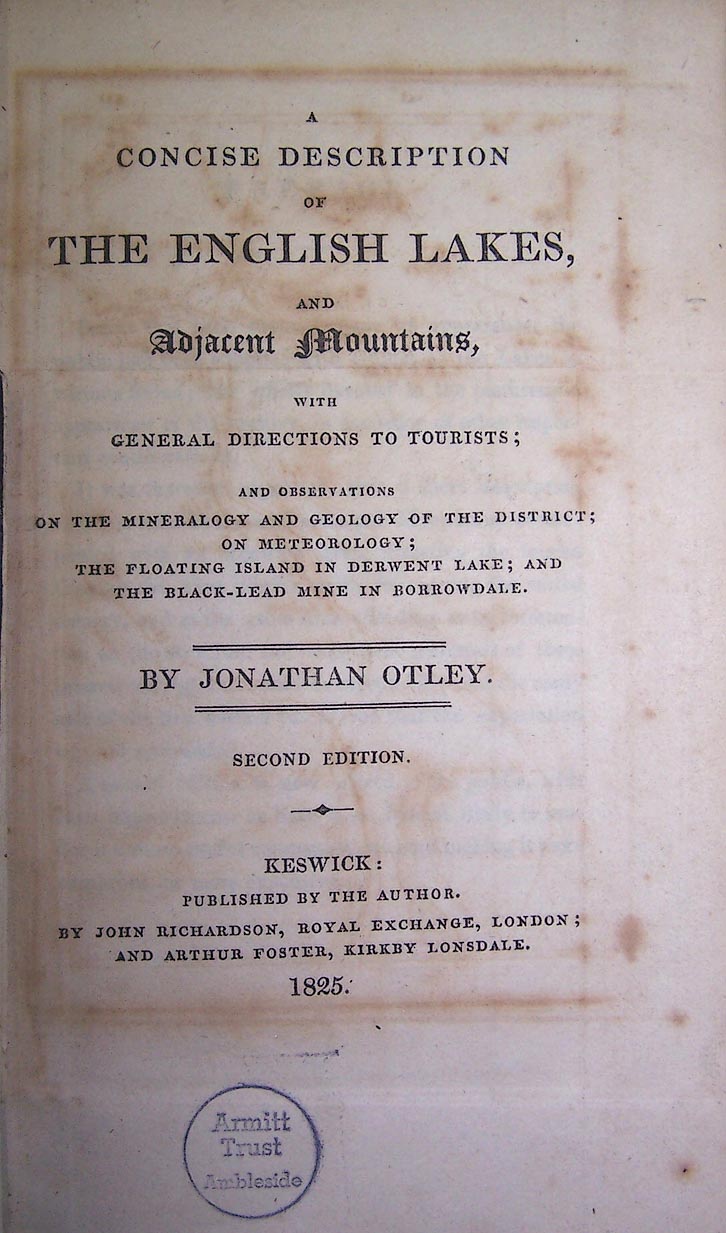 A
CONCISE DESCRIPTION
OF
THE ENGLISH LAKES,
AND
Adjacent Mountains,
WITH
GENERAL DIRECTIONS TO TOURISTS;
AND OBSERVATIONS
ON THE MINERALOGY AND GEOLOGY OF THE DISTRICT;
ON METEOROLOGY;
THE FLOATING ISLAND IN DERWENT LAKE; AND
THE BLACK-LEAD MINE IN BORROWDALE.
BY JONATHAN OTLEY.
SECOND EDITION.
KESWICK:
PUBLISHED BY THE AUTHOR.
BY JOHN RICHARDSON, ROYAL EXCHANGE, LONDON;
AND ARTHUR FOSTER, KIRKBY LONSDALE.
1825.
Armitt
Trust
Ambleside